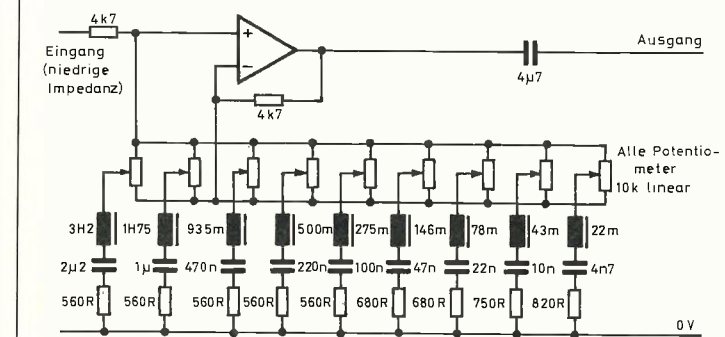 4k7
Eingang
(niedrige
Impedanz)
+
−
4k7
4µ7
Ausgang
Alle Potentio-
meter
10k linear
3H2 1H75 935m 500m 275m 146m 78m 43m 22m
2µ2 1µ 470n 220n 100n 47n 22n 10n 4n7
560R 560R 560R 560R 560R 680R 680R 750R 820R
0V